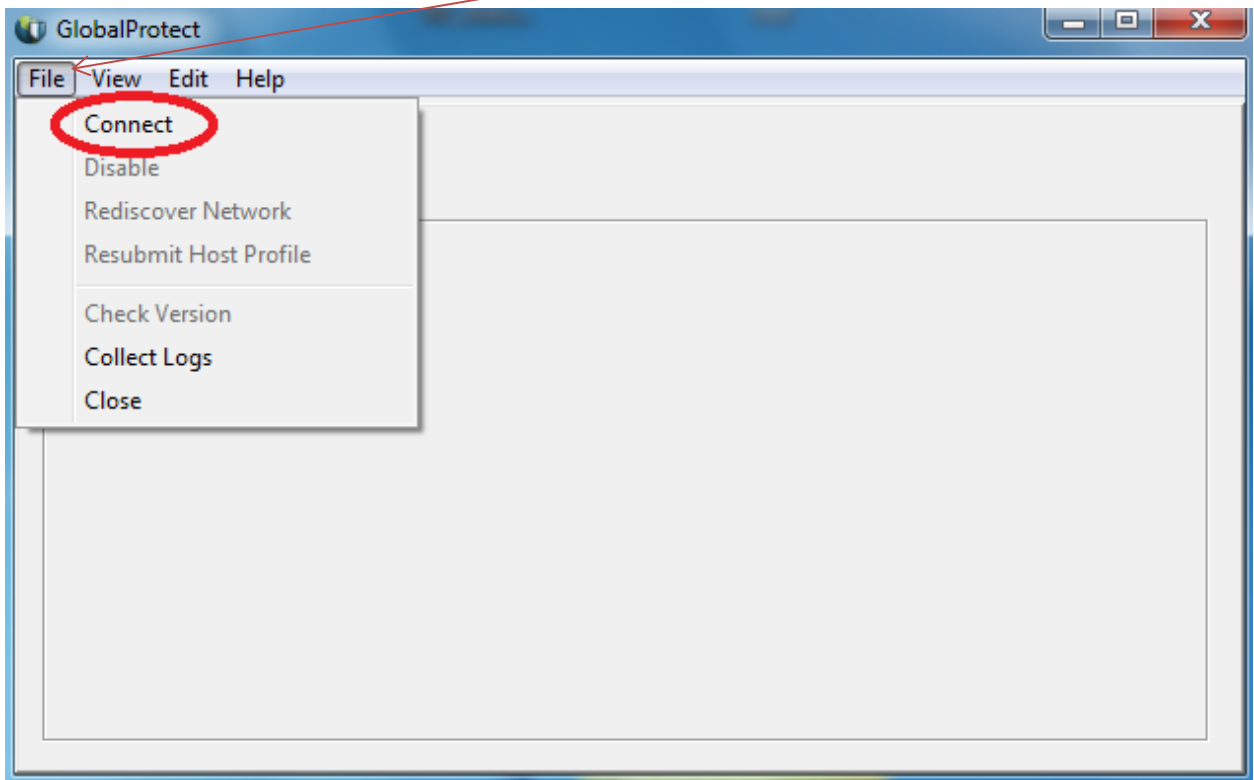 GlobalProtect
File View Edit Help
Connect
Disable
Rediscover Network
Resubmit Host Profile
Check Version
Collect Logs
Close